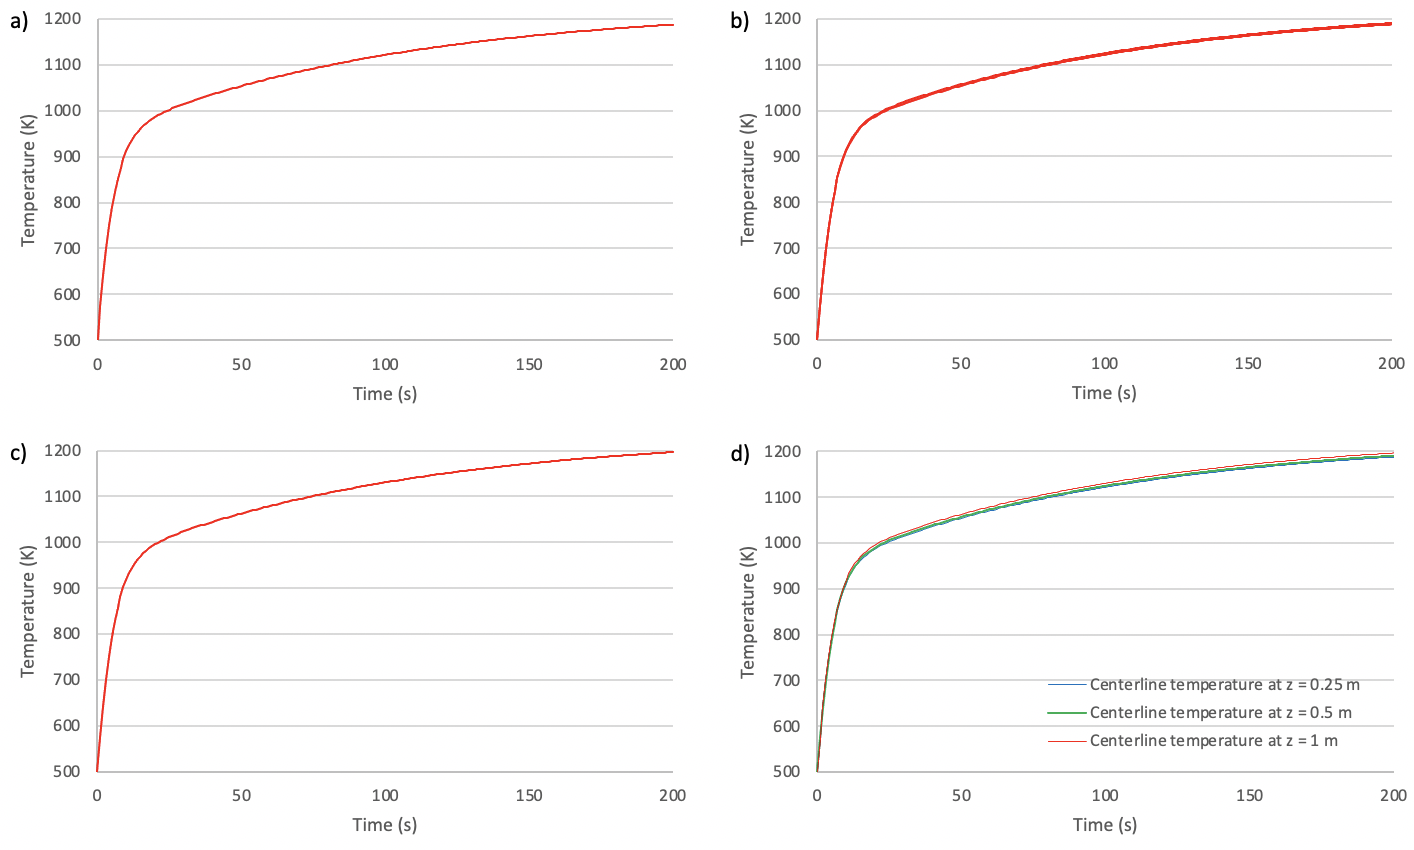 a)
1200
1100
1000
900
800
700
600
500
Temperature (K)
0 50 100 150 200
Time (s)
b)
1200
1100
1000
900
800
700
600
500
Temperature (K)
0 50 100 150 200
Time (s)
c)
1200
1100
1000
900
800
700
600
500
Temperature (K)
0 50 100 150 200
Time (s)
d)
1200
1100
1000
900
800
700
600
500
Temperature (K)
Centerline temperature at z = 0.25 m
Centerline temperature at z = 0.5 m
Centerline temperature at z = 1 m
0 50 100 150 200
Time (s)